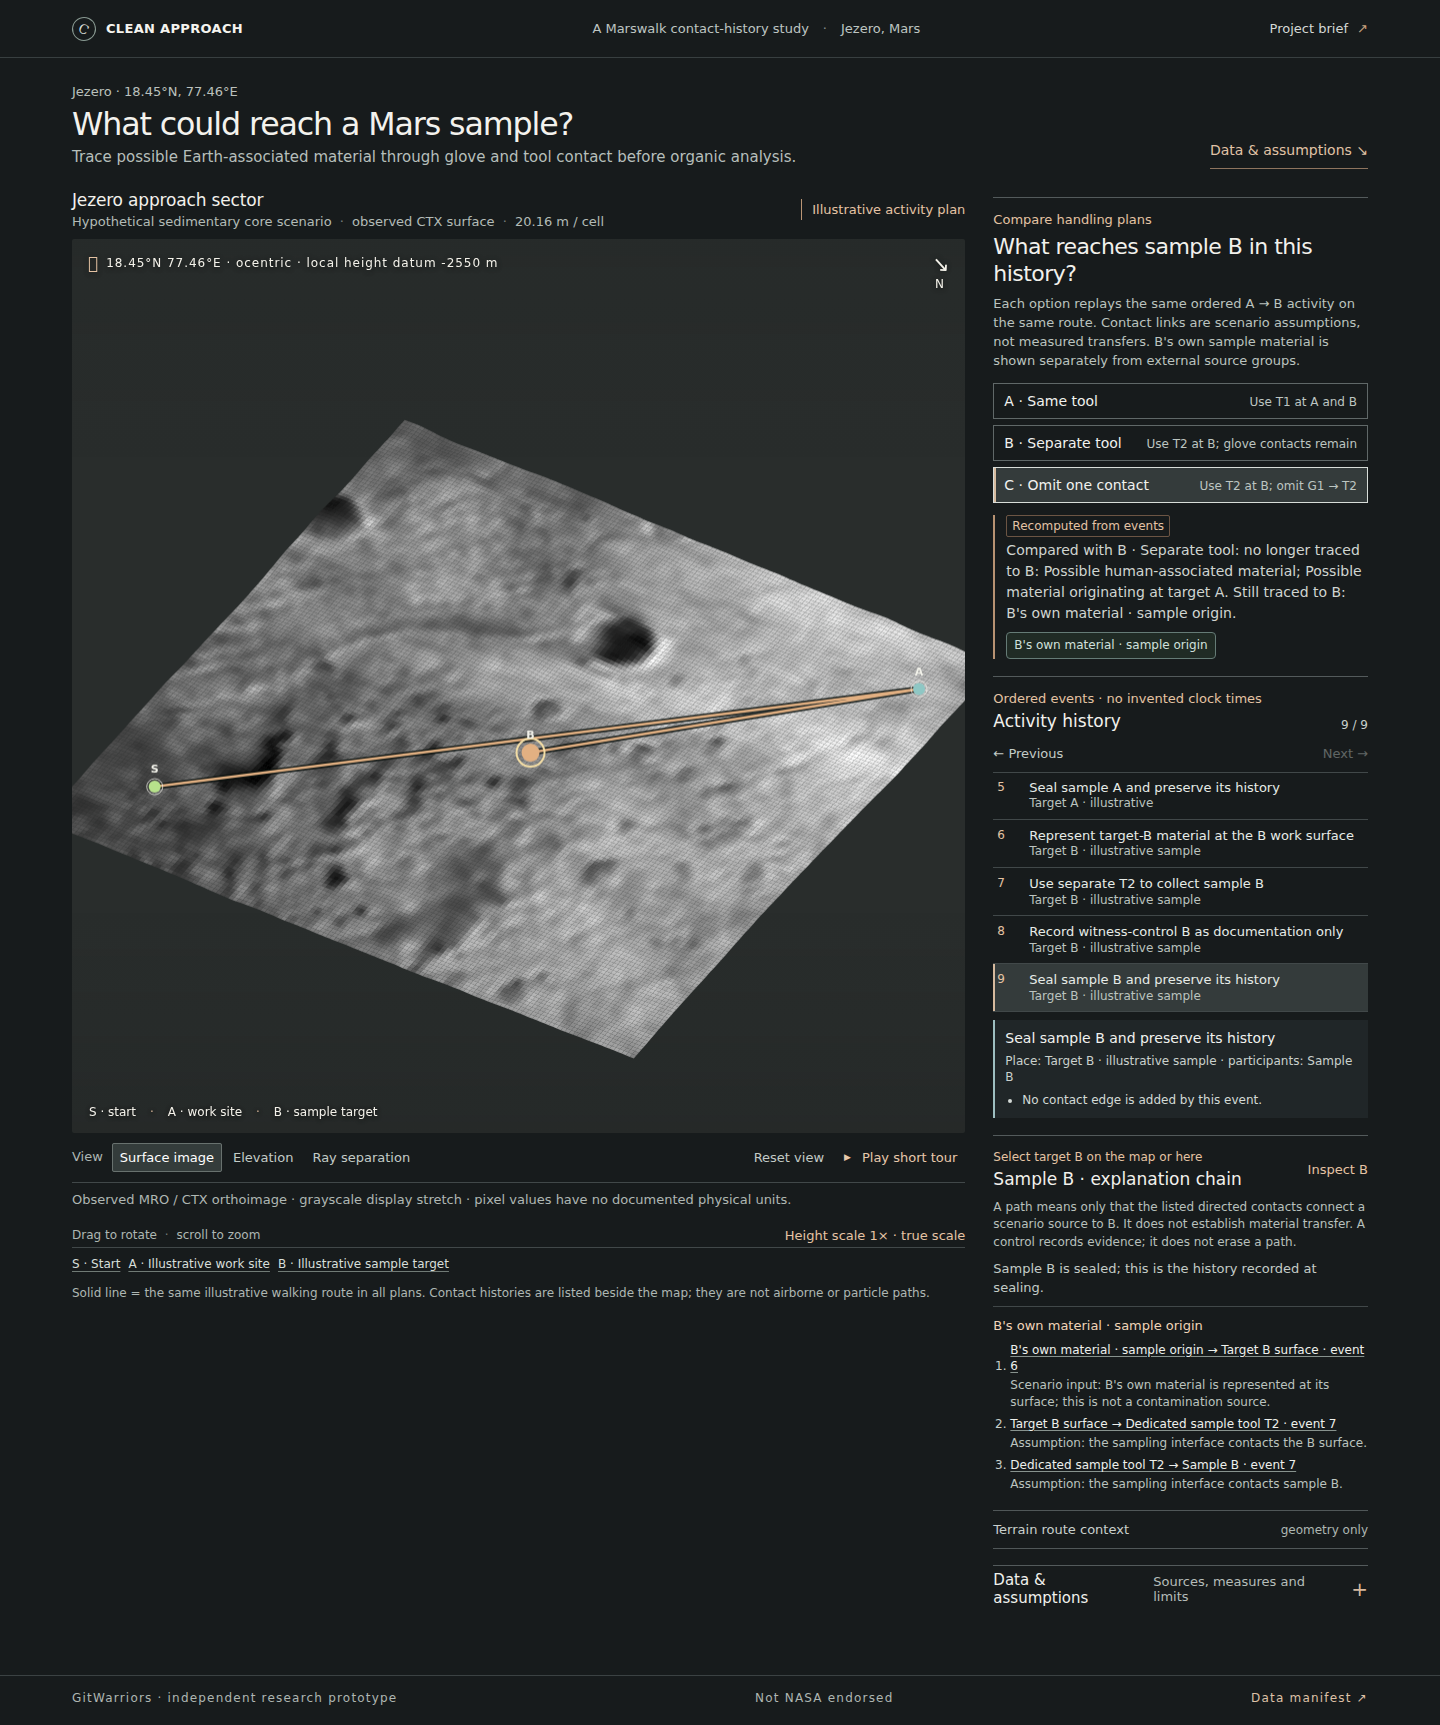 CLEAN APPROACH
A Marswalk contact-history study · Jezero, Mars
Project brief ↗
Jezero · 18.45°N, 77.46°E
What could reach a Mars sample?
Trace possible Earth-associated material through glove and tool contact before organic analysis.
Data & assumptions ↘
Jezero approach sector
Hypothetical sedimentary core scenario · observed CTX surface · 20.16 m / cell
Illustrative activity plan
18.45°N 77.46°E · ocentric · local height datum -2550 m
↘
N
A
B
S
S · start · A · work site · B · sample target
View
Surface image
Elevation
Ray separation
Reset view
▶ Play short tour
Observed MRO / CTX orthoimage · grayscale display stretch · pixel values have no documented physical units.
Drag to rotate · scroll to zoom
Height scale 1× · true scale
S · Start A · Illustrative work site B · Illustrative sample target
Solid line = the same illustrative walking route in all plans. Contact histories are listed beside the map; they are not airborne or particle paths.
Compare handling plans
What reaches sample B in this
history?
Each option replays the same ordered A → B activity on
the same route. Contact links are scenario assumptions,
not measured transfers. B's own sample material is
shown separately from external source groups.
A · Same tool
Use T1 at A and B
B · Separate tool
Use T2 at B; glove contacts remain
C · Omit one contact
Use T2 at B; omit G1 → T2
Recomputed from events
Compared with B · Separate tool: no longer traced
to B: Possible human-associated material; Possible
material originating at target A. Still traced to B:
B's own material · sample origin.
B's own material · sample origin
Ordered events · no invented clock times
Activity history
9 / 9
← Previous
Next →
5 Seal sample A and preserve its history
Target A · illustrative
6 Represent target-B material at the B work surface
Target B · illustrative sample
7 Use separate T2 to collect sample B
Target B · illustrative sample
8 Record witness-control B as documentation only
Target B · illustrative sample
9 Seal sample B and preserve its history
Target B · illustrative sample
Seal sample B and preserve its history
Place: Target B · illustrative sample · participants: Sample
B
• No contact edge is added by this event.
Select target B on the map or here
Sample B · explanation chain
Inspect B
A path means only that the listed directed contacts connect a
scenario source to B. It does not establish material transfer. A
control records evidence; it does not erase a path.
Sample B is sealed; this is the history recorded at
sealing.
B's own material · sample origin
1. B's own material · sample origin → Target B surface · event
6
Scenario input: B's own material is represented at its
surface; this is not a contamination source.
2. Target B surface → Dedicated sample tool T2 · event 7
Assumption: the sampling interface contacts the B surface.
3. Dedicated sample tool T2 → Sample B · event 7
Assumption: the sampling interface contacts sample B.
Terrain route context
geometry only
Data &
assumptions
Sources, measures and
limits
+
GitWarriors · independent research prototype
Not NASA endorsed
Data manifest ↗